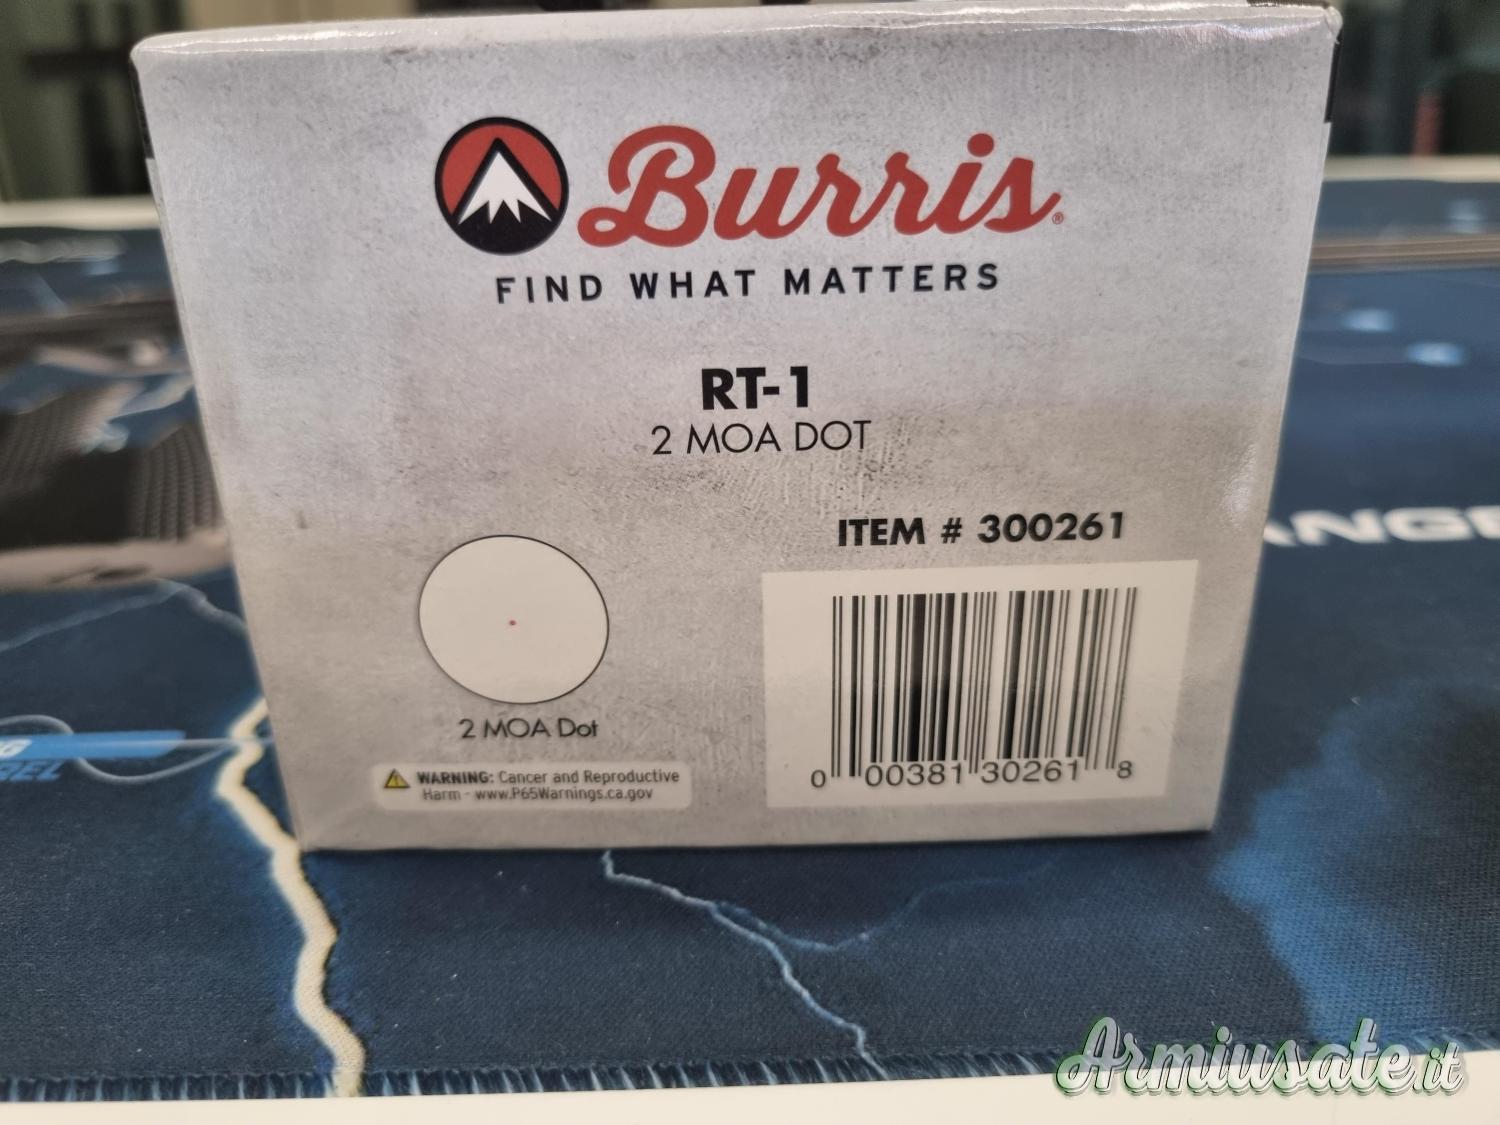 Burris®
FIND WHAT MATTERS
RT-1
2 MOA DOT
ITEM # 300261
2 MOA Dot
WARNING: Cancer and Reproductive
Harm - www.P65Warnings.ca.gov
0 00381 30261 8
Armiusate.it